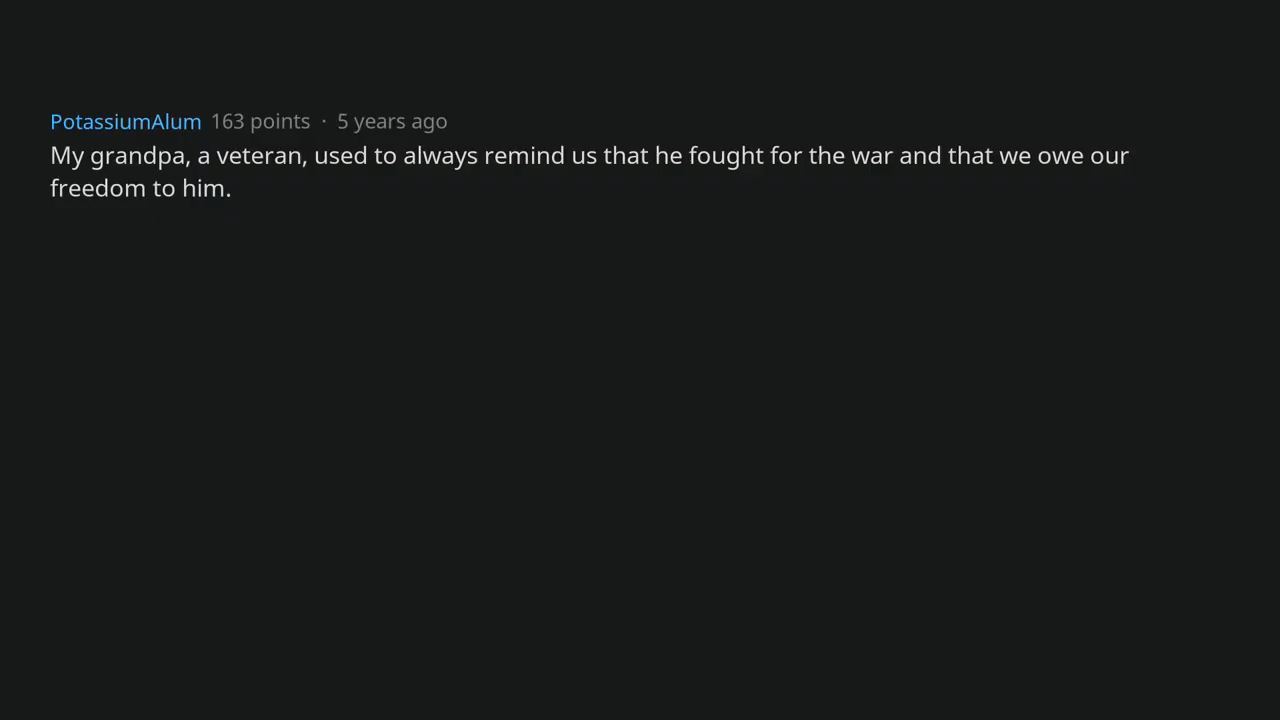 PotassiumAlum 163 points · 5 years ago
My grandpa, a veteran, used to always remind us that he fought for the war and that we owe our
freedom to him.